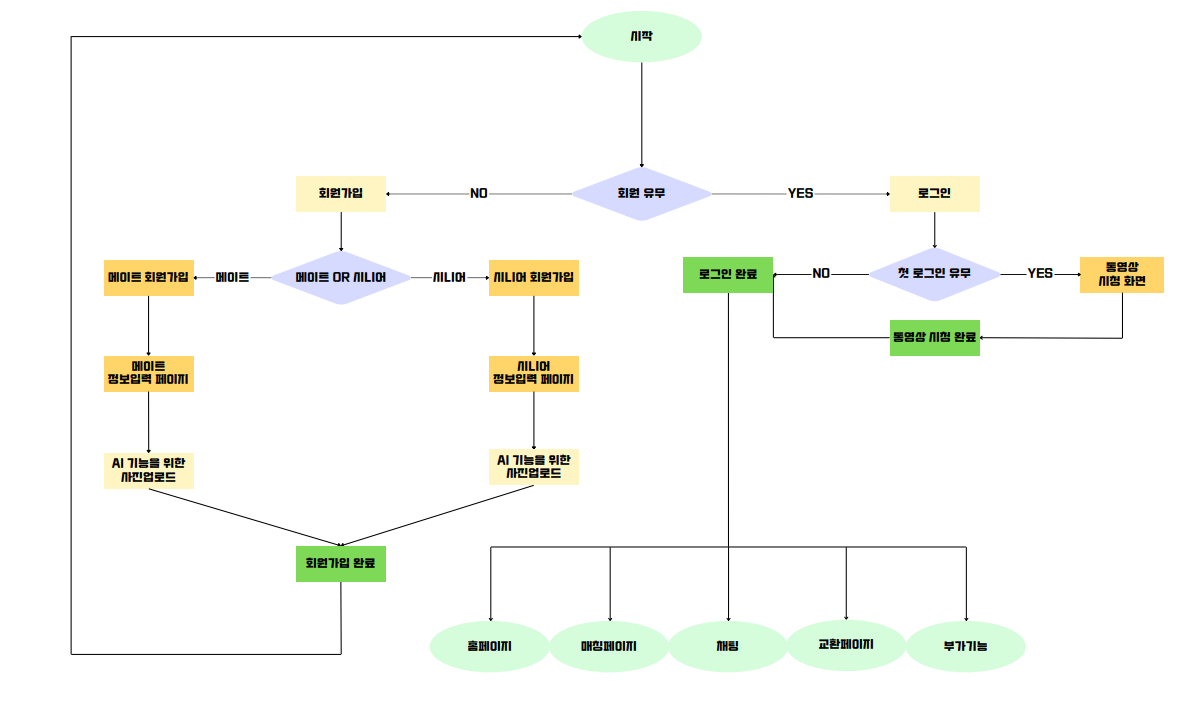 시작
회원가입
NO
회원 유무
YES
로그인
메이트 회원가입
메이트
메이트 OR 시니어
시니어
시니어 회원가입
로그인 완료
NO
첫 로그인 유무
YES
동영상
시청 화면
동영상 시청 완료
메이트
정보입력 페이지
시니어
정보입력 페이지
AI 기능을 위한
사진업로드
AI 기능을 위한
사진업로드
회원가입 완료
홈페이지
매칭페이지
채팅
교환페이지
부가기능